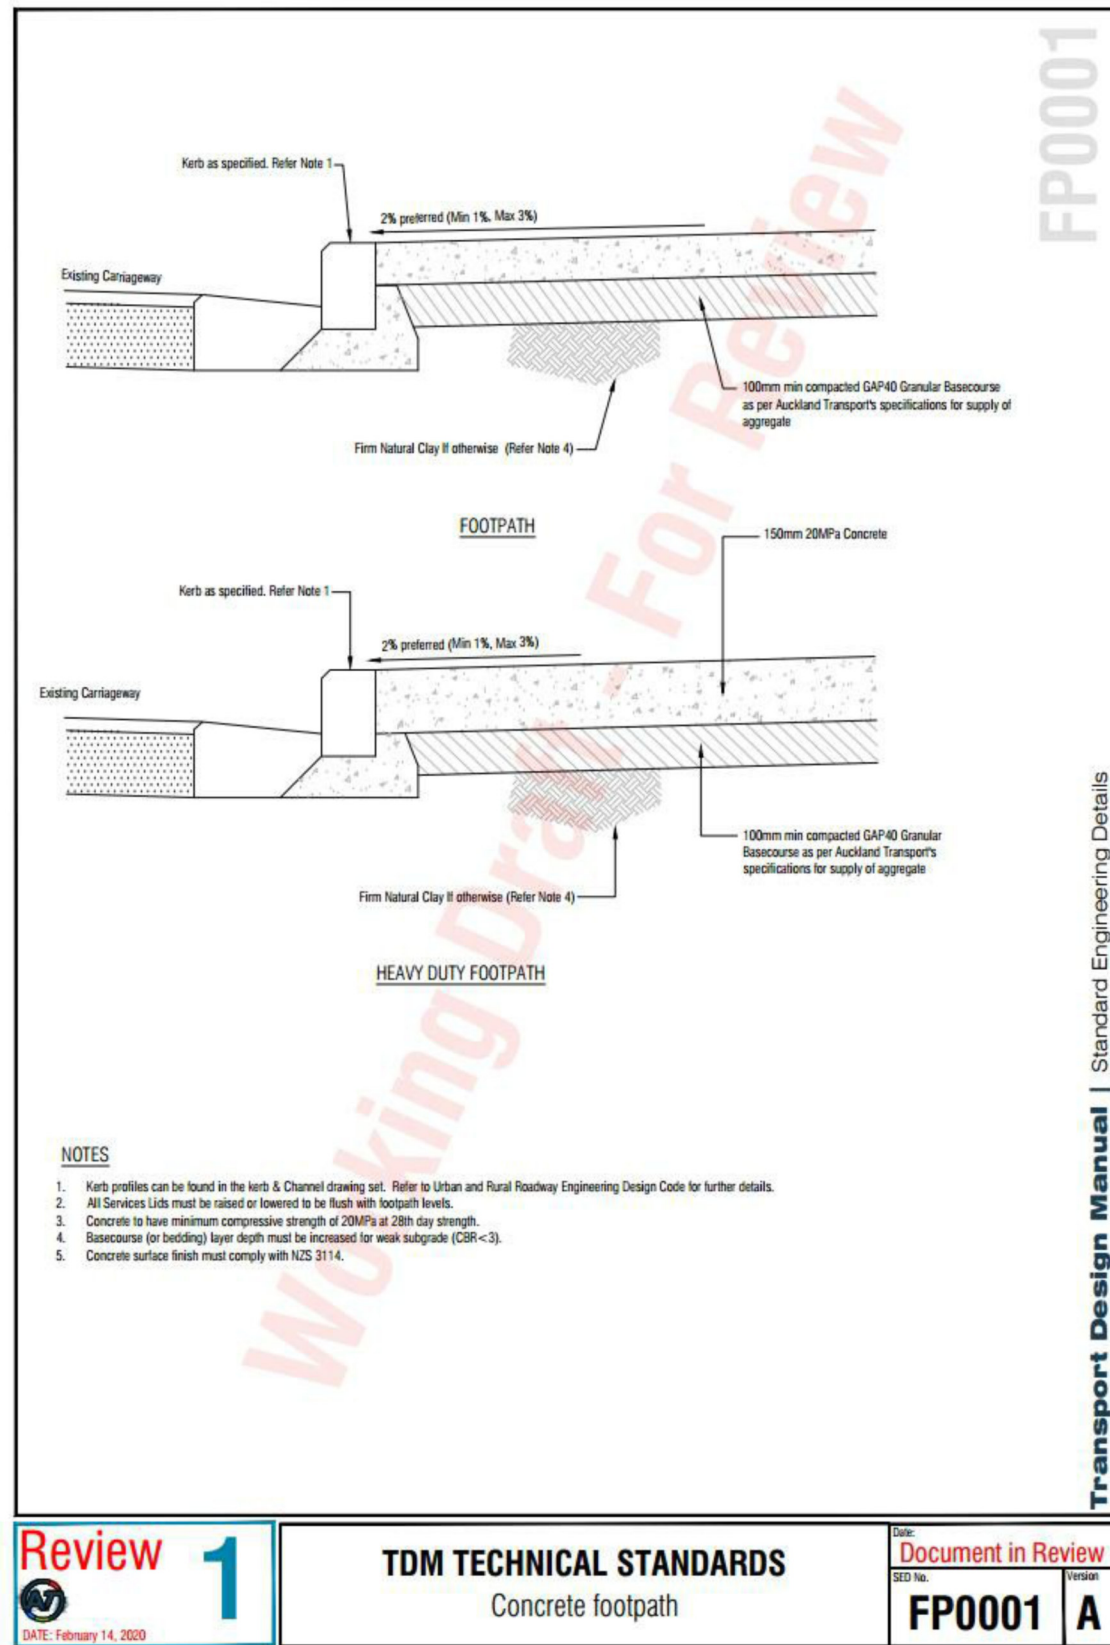 FP0001
Kerb as specified. Refer Note 1
2% preferred (Min 1%, Max 3%)
Existing Carriageway
100mm min compacted GAP40 Granular Basecourse
as per Auckland Transport's specifications for supply of
aggregate
Firm Natural Clay If otherwise (Refer Note 4)
FOOTPATH
150mm 20MPa Concrete
Kerb as specified. Refer Note 1
2% preferred (Min 1%, Max 3%)
Existing Carriageway
100mm min compacted GAP40 Granular
Basecourse as per Auckland Transport's
specifications for supply of aggregate
Firm Natural Clay If otherwise (Refer Note 4)
HEAVY DUTY FOOTPATH
Working Draft - For Review
NOTES
1. Kerb profiles can be found in the kerb & Channel drawing set. Refer to Urban and Rural Roadway Engineering Design Code for further details.
2. All Services Lids must be raised or lowered to be flush with footpath levels.
3. Concrete to have minimum compressive strength of 20MPa at 28th day strength.
4. Basecourse (or bedding) layer depth must be increased for weak subgrade (CBR<3).
5. Concrete surface finish must comply with NZS 3114.
Transport Design Manual | Standard Engineering Details
Review 1
AT
DATE: February 14, 2020
TDM TECHNICAL STANDARDS
Concrete footpath
Date:
Document in Review
SED No.
FP0001
Version
A